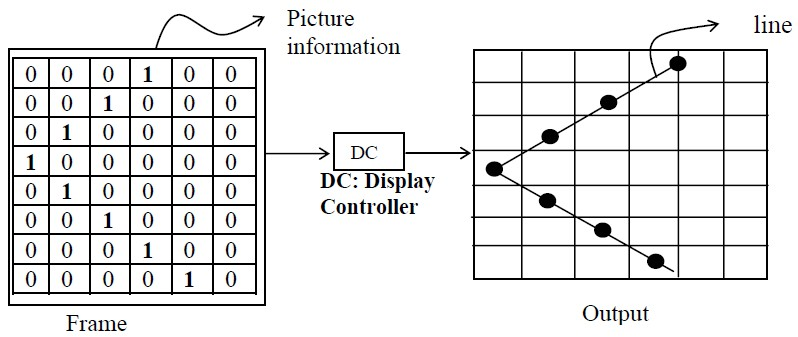 Picture
information
line
0 0 0 1 0 0
0 0 1 0 0 0
0 1 0 0 0 0
1 0 0 0 0 0
0 1 0 0 0 0
0 0 1 0 0 0
0 0 0 1 0 0
0 0 0 0 1 0
DC
DC: Display
Controller
Frame
Output